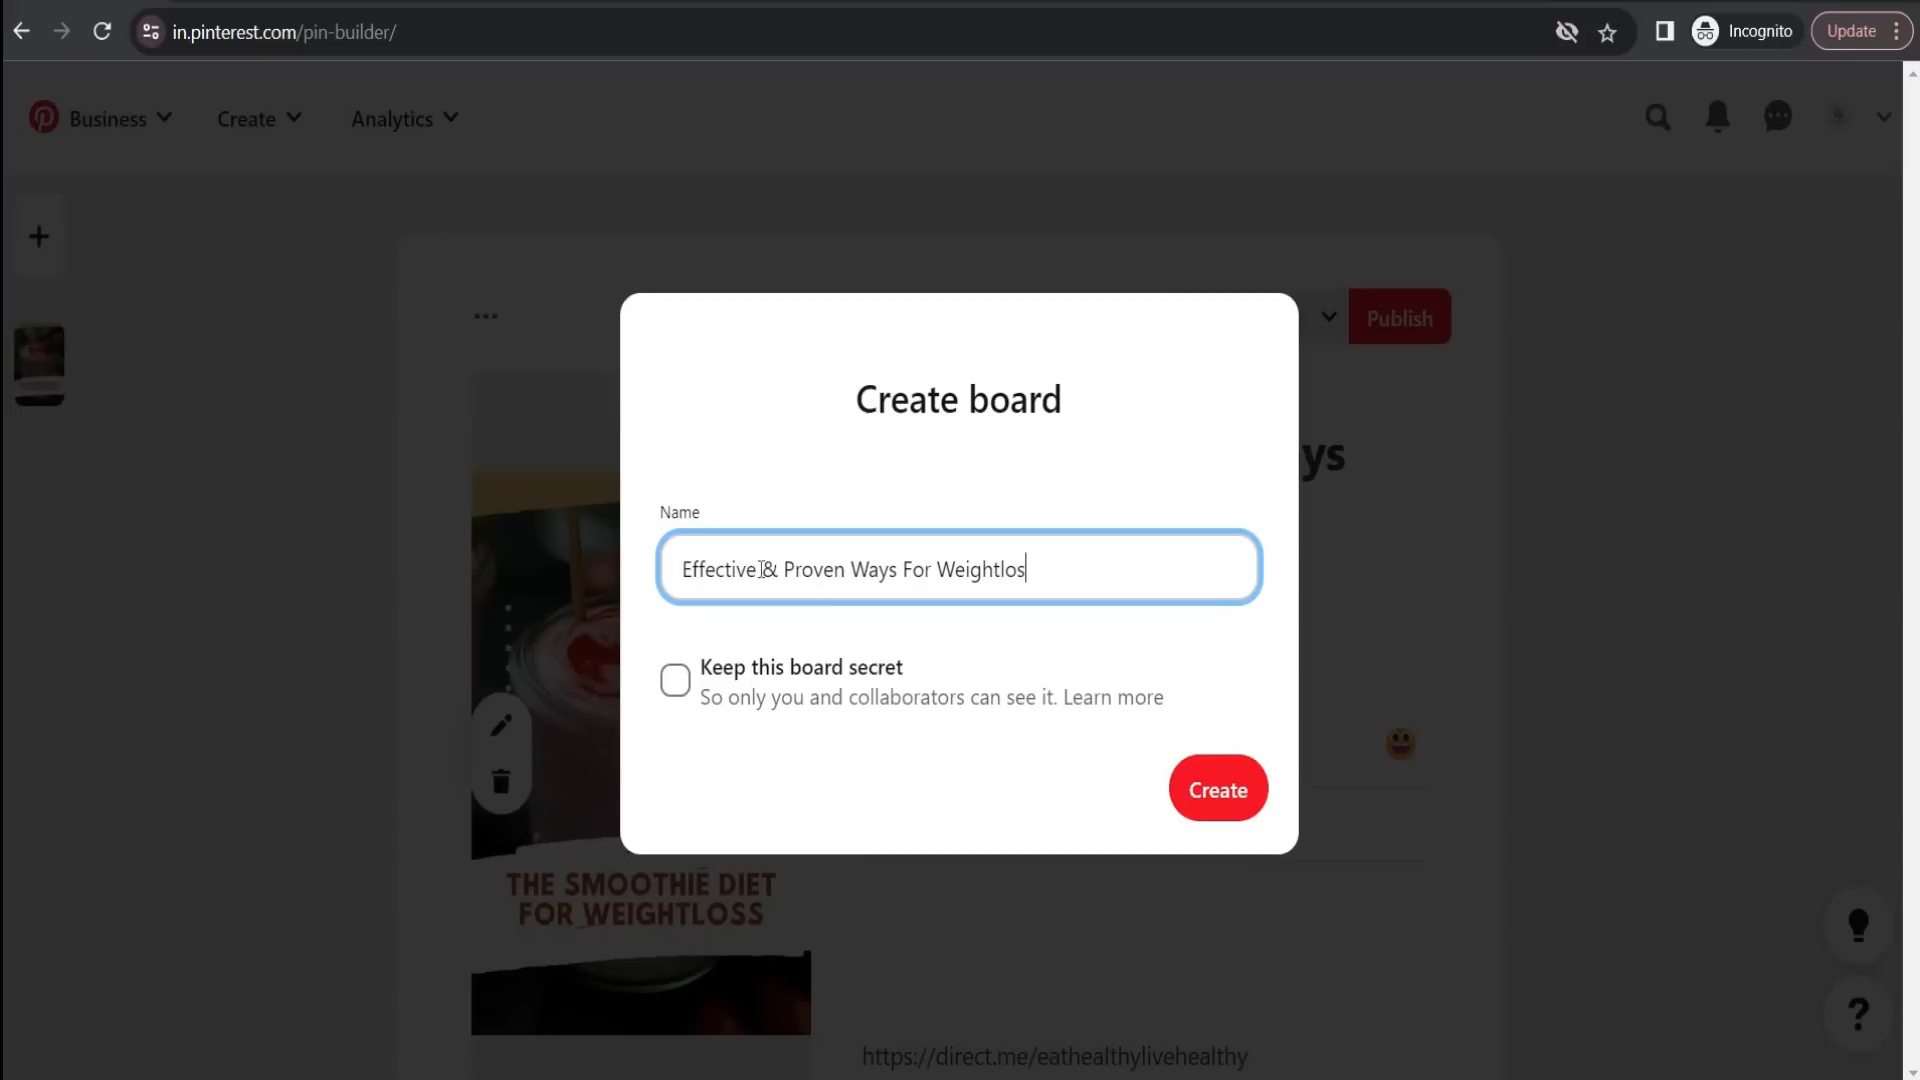 in.pinterest.com/pin-builder/
Incognito
Update
Business
Create
Analytics
Publish
Create board
ys
Name
Effective & Proven Ways For Weightlos
Keep this board secret
So only you and collaborators can see it. Learn more
Create
THE SMOOTHIE DIET
FOR WEIGHTLOSS
https://direct.me/eathealthylivehealthy